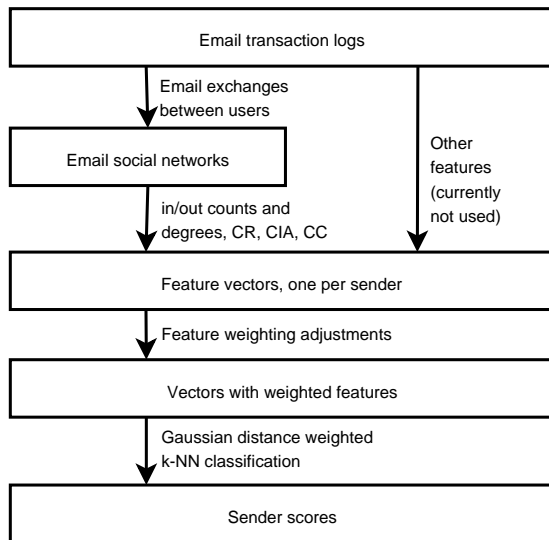 Email transaction logs
Email exchanges
between users
Email social networks
Other
features
(currently
not used)
in/out counts and
degrees, CR, CIA, CC
Feature vectors, one per sender
Feature weighting adjustments
Vectors with weighted features
Gaussian distance weighted
k-NN classification
Sender scores